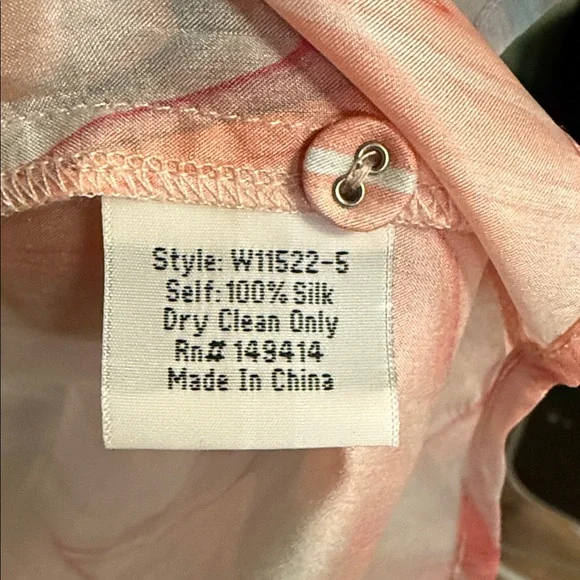 Style: W11522-5
Self: 100% Silk
Dry Clean Only
Rn# 149414
Made In China